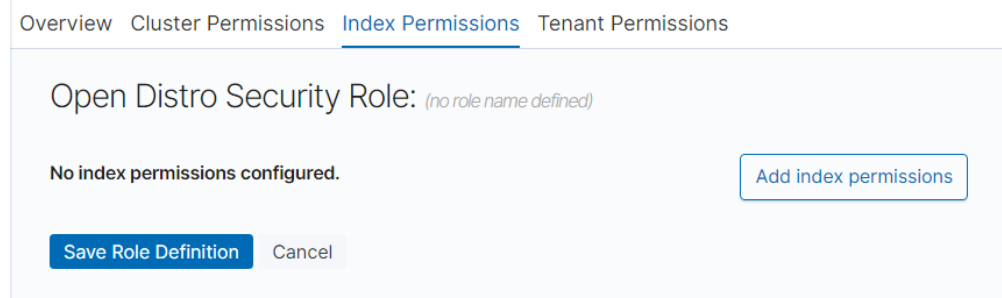 Overview Cluster Permissions Index Permissions Tenant Permissions
Open Distro Security Role: (no role name defined)
No index permissions configured.
Add index permissions
Save Role Definition Cancel